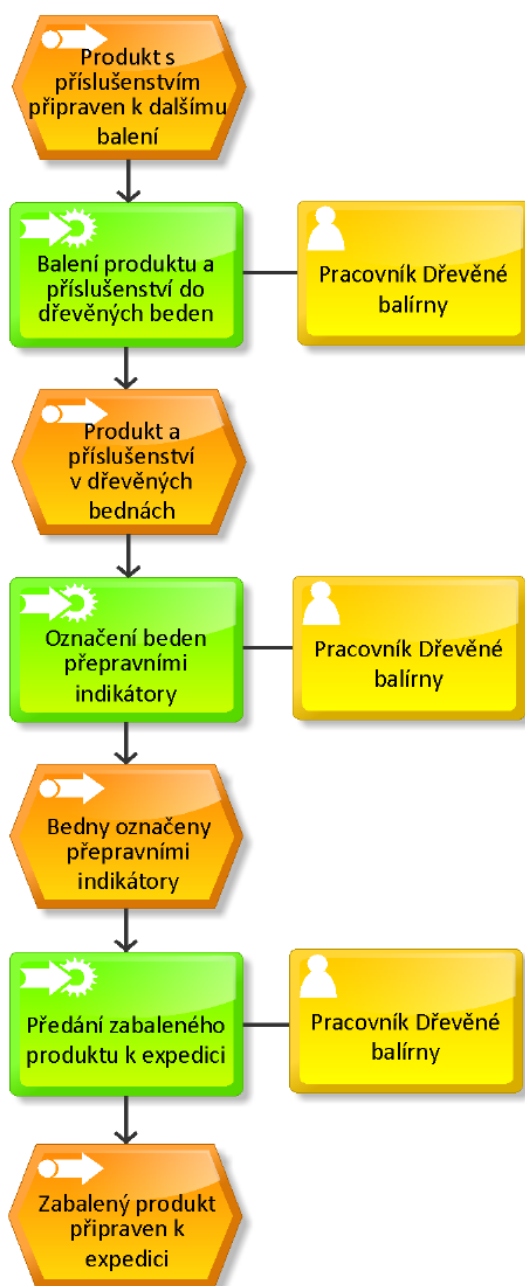 Produkt s
příslušenstvím
připraven k dalšímu
balení
Balení produktu a
příslušenství do
dřevěných beden
Pracovník Dřevěné
balírny
Produkt a
příslušenství
v dřevěných
bednách
Označení beden
přepravními
indikátory
Pracovník Dřevěné
balírny
Bedny označeny
přepravními
indikátory
Předání zabaleného
produktu k expedici
Pracovník Dřevěné
balírny
Zabalený produkt
připraven k
expedici